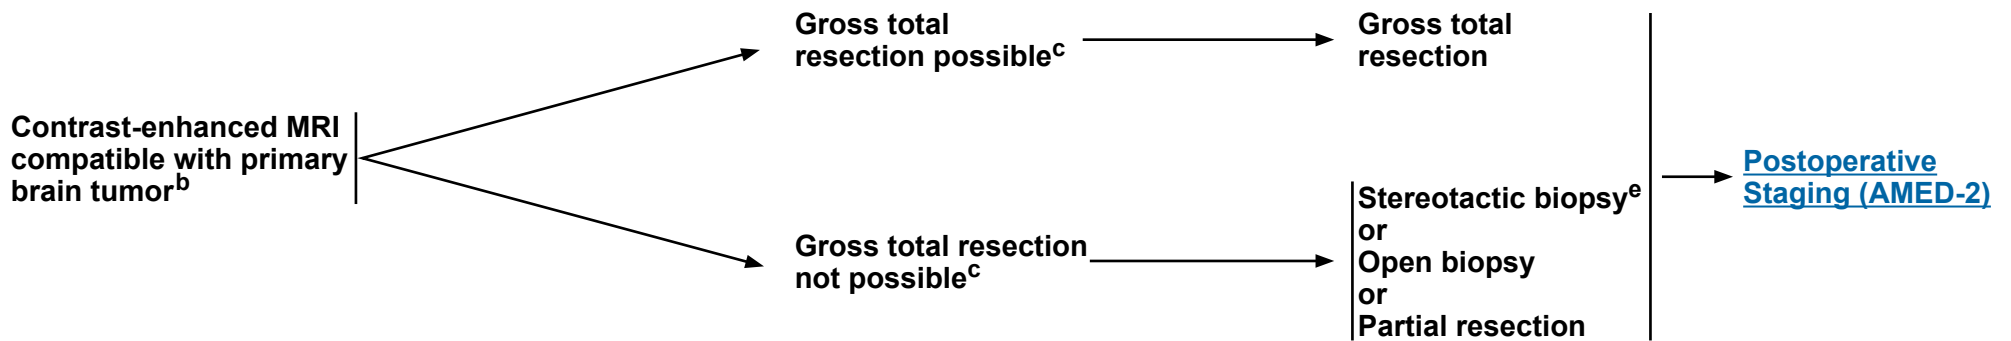 Contrast-enhanced MRI
compatible with primary
brain tumorb
Gross total
resection possiblec
Gross total
resection
Gross total resection
not possiblec
Stereotactic biopsye
or
Open biopsy
or
Partial resection
Postoperative
Staging (AMED-2)